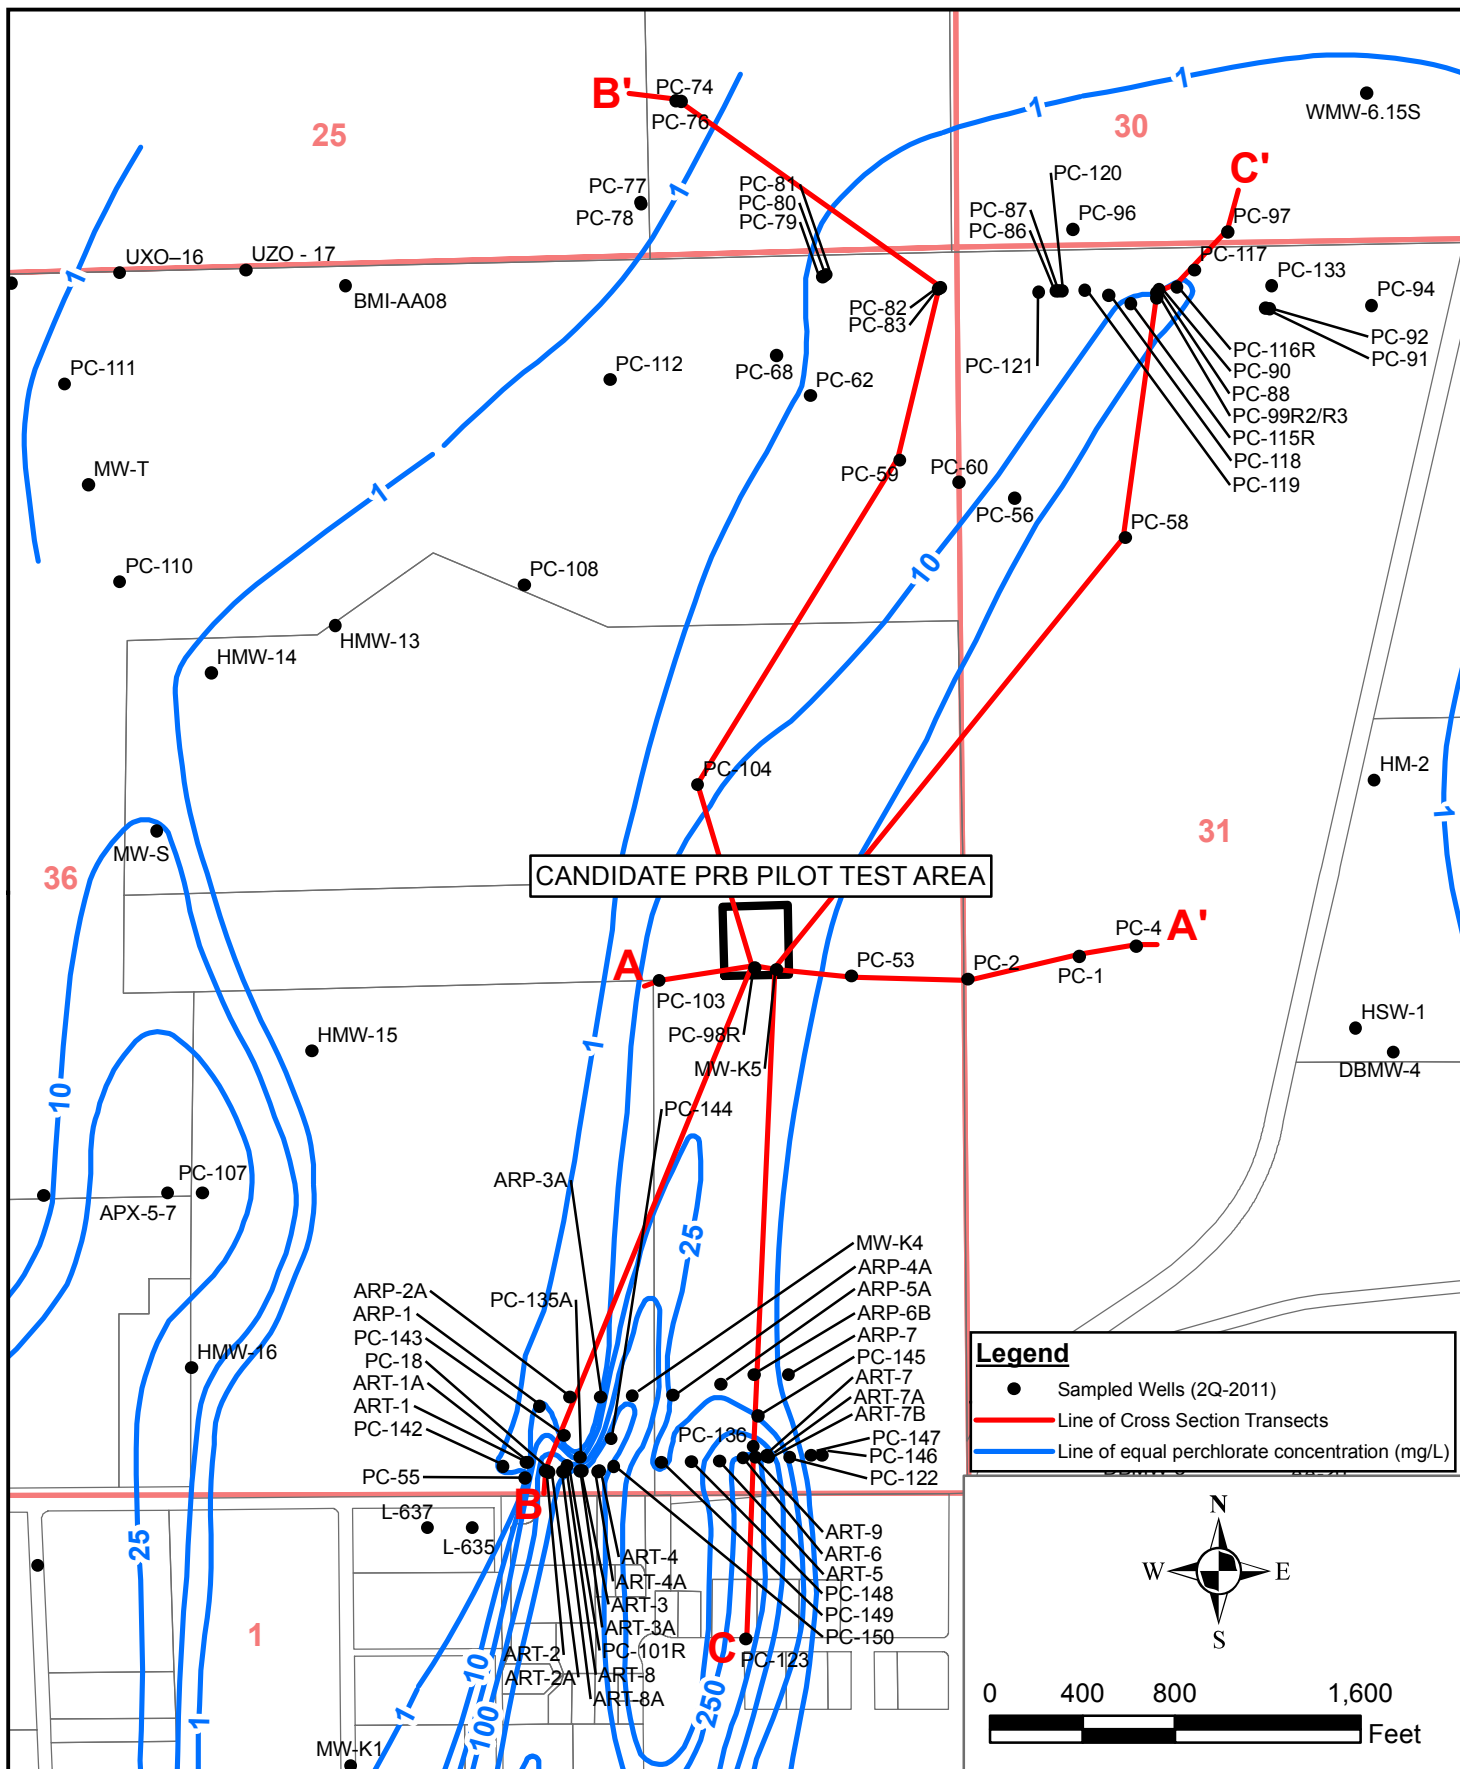 B'
PC-74
PC-76
1
1
1
WMW-6.15S
25
30
C'
PC-77
PC-78
PC-81
PC-80
PC-79
PC-120
PC-87
PC-86
PC-96
PC-97
1
UXO–16
UZO - 17
BMI-AA08
PC-117
PC-133
PC-94
PC-82
PC-83
PC-92
PC-91
PC-111
PC-112
PC-68
PC-62
PC-121
PC-116R
PC-90
PC-88
PC-99R2/R3
PC-115R
PC-118
PC-119
MW-T
1
PC-59
PC-60
PC-56
PC-58
PC-110
PC-108
10
HMW-13
HMW-14
PC-104
HM-2
1
MW-S
36
31
CANDIDATE PRB PILOT TEST AREA
A
PC-103
PC-53
PC-2
PC-1
PC-4
A'
PC-98R
MW-K5
HMW-15
1
HSW-1
DBMW-4
10
PC-144
ARP-3A
PC-107
APX-5-7
25
MW-K4
ARP-4A
ARP-5A
ARP-6B
ARP-7
PC-145
ART-7
ART-7A
ART-7B
PC-147
PC-146
PC-122
ARP-2A
ARP-1
PC-143
PC-18
ART-1A
ART-1
PC-142
PC-55
PC-135A
PC-136
HMW-16
Legend
Sampled Wells (2Q-2011)
Line of Cross Section Transects
Line of equal perchlorate concentration (mg/L)
B
L-637
L-635
25
ART-4
ART-4A
ART-3
ART-3A
PC-101R
ART-8
ART-8A
ART-2
ART-2A
ART-9
ART-6
ART-5
PC-148
PC-149
PC-150
C
PC-123
1
1
1
10
100
250
MW-K1
N
W
E
S
0
400
800
1,600
Feet